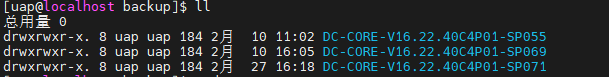 [uap@localhost backup]$ ll
总用量 0
drwxrwxr-x. 8 uap uap 184 2月  10 11:02 DC-CORE-V16.22.40C4P01-SP055
drwxrwxr-x. 8 uap uap 184 2月  10 16:05 DC-CORE-V16.22.40C4P01-SP069
drwxrwxr-x. 8 uap uap 184 2月  27 16:18 DC-CORE-V16.22.40C4P01-SP071